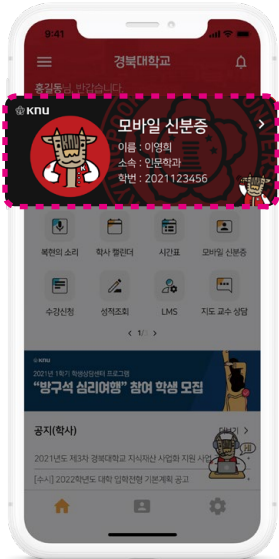 9:41
경북대학교
홍길동님, 반갑습니다
KNU
모바일 신분증
이름 : 이영희
소속 : 인문학과
학번 : 2021123456
복현의 소리 학사 캘린더 시간표 모바일 신분증
수강신청 성적조회 LMS 지도 교수 상담
< 1/ >
KNU
2021년 1학기 학생상담센터 프로그램
“방구석 심리여행” 참여 학생 모집
공지(학사)
더보기 >
2021년도 제3차 경북대학교 지식재산 사업화 지원 사업
[수시] 2022학년도 대학 입학전형 기본계획 공고